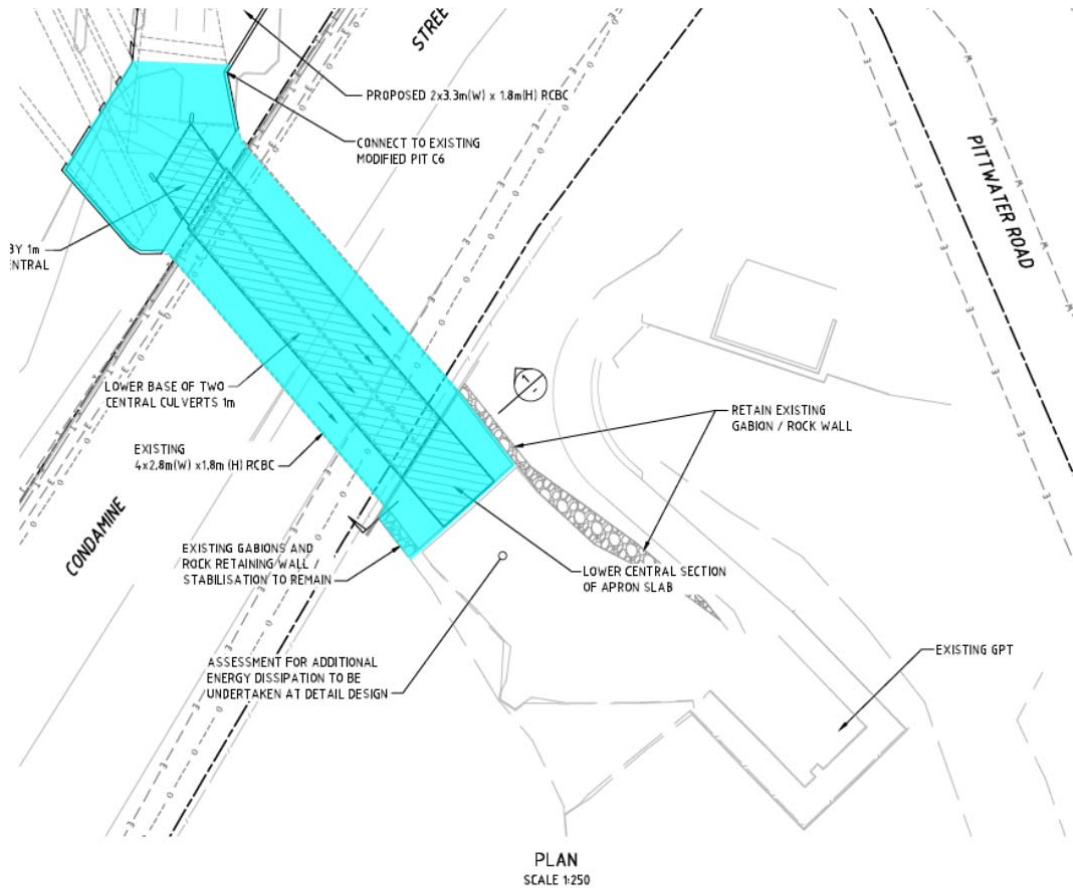 STREE
PROPOSED 2x3.3m(W) x 1.8m(H) RCBC
CONNECT TO EXISTING
MODIFIED PIT C6
PITTWATER ROAD
BY 1m
ENTRAL
LOWER BASE OF TWO
CENTRAL CULVERTS 1m
RETAIN EXISTING
GABION / ROCK WALL
EXISTING
4x2.8m(W) x1.8m (H) RCBC
CONDAMINE
EXISTING GABIONS AND
ROCK RETAINING WALL /
STABILISATION TO REMAIN
LOWER CENTRAL SECTION
OF APRON SLAB
EXISTING GPT
ASSESSMENT FOR ADDITIONAL
ENERGY DISSIPATION TO BE
UNDERTAKEN AT DETAIL DESIGN
PLAN
SCALE 1:250